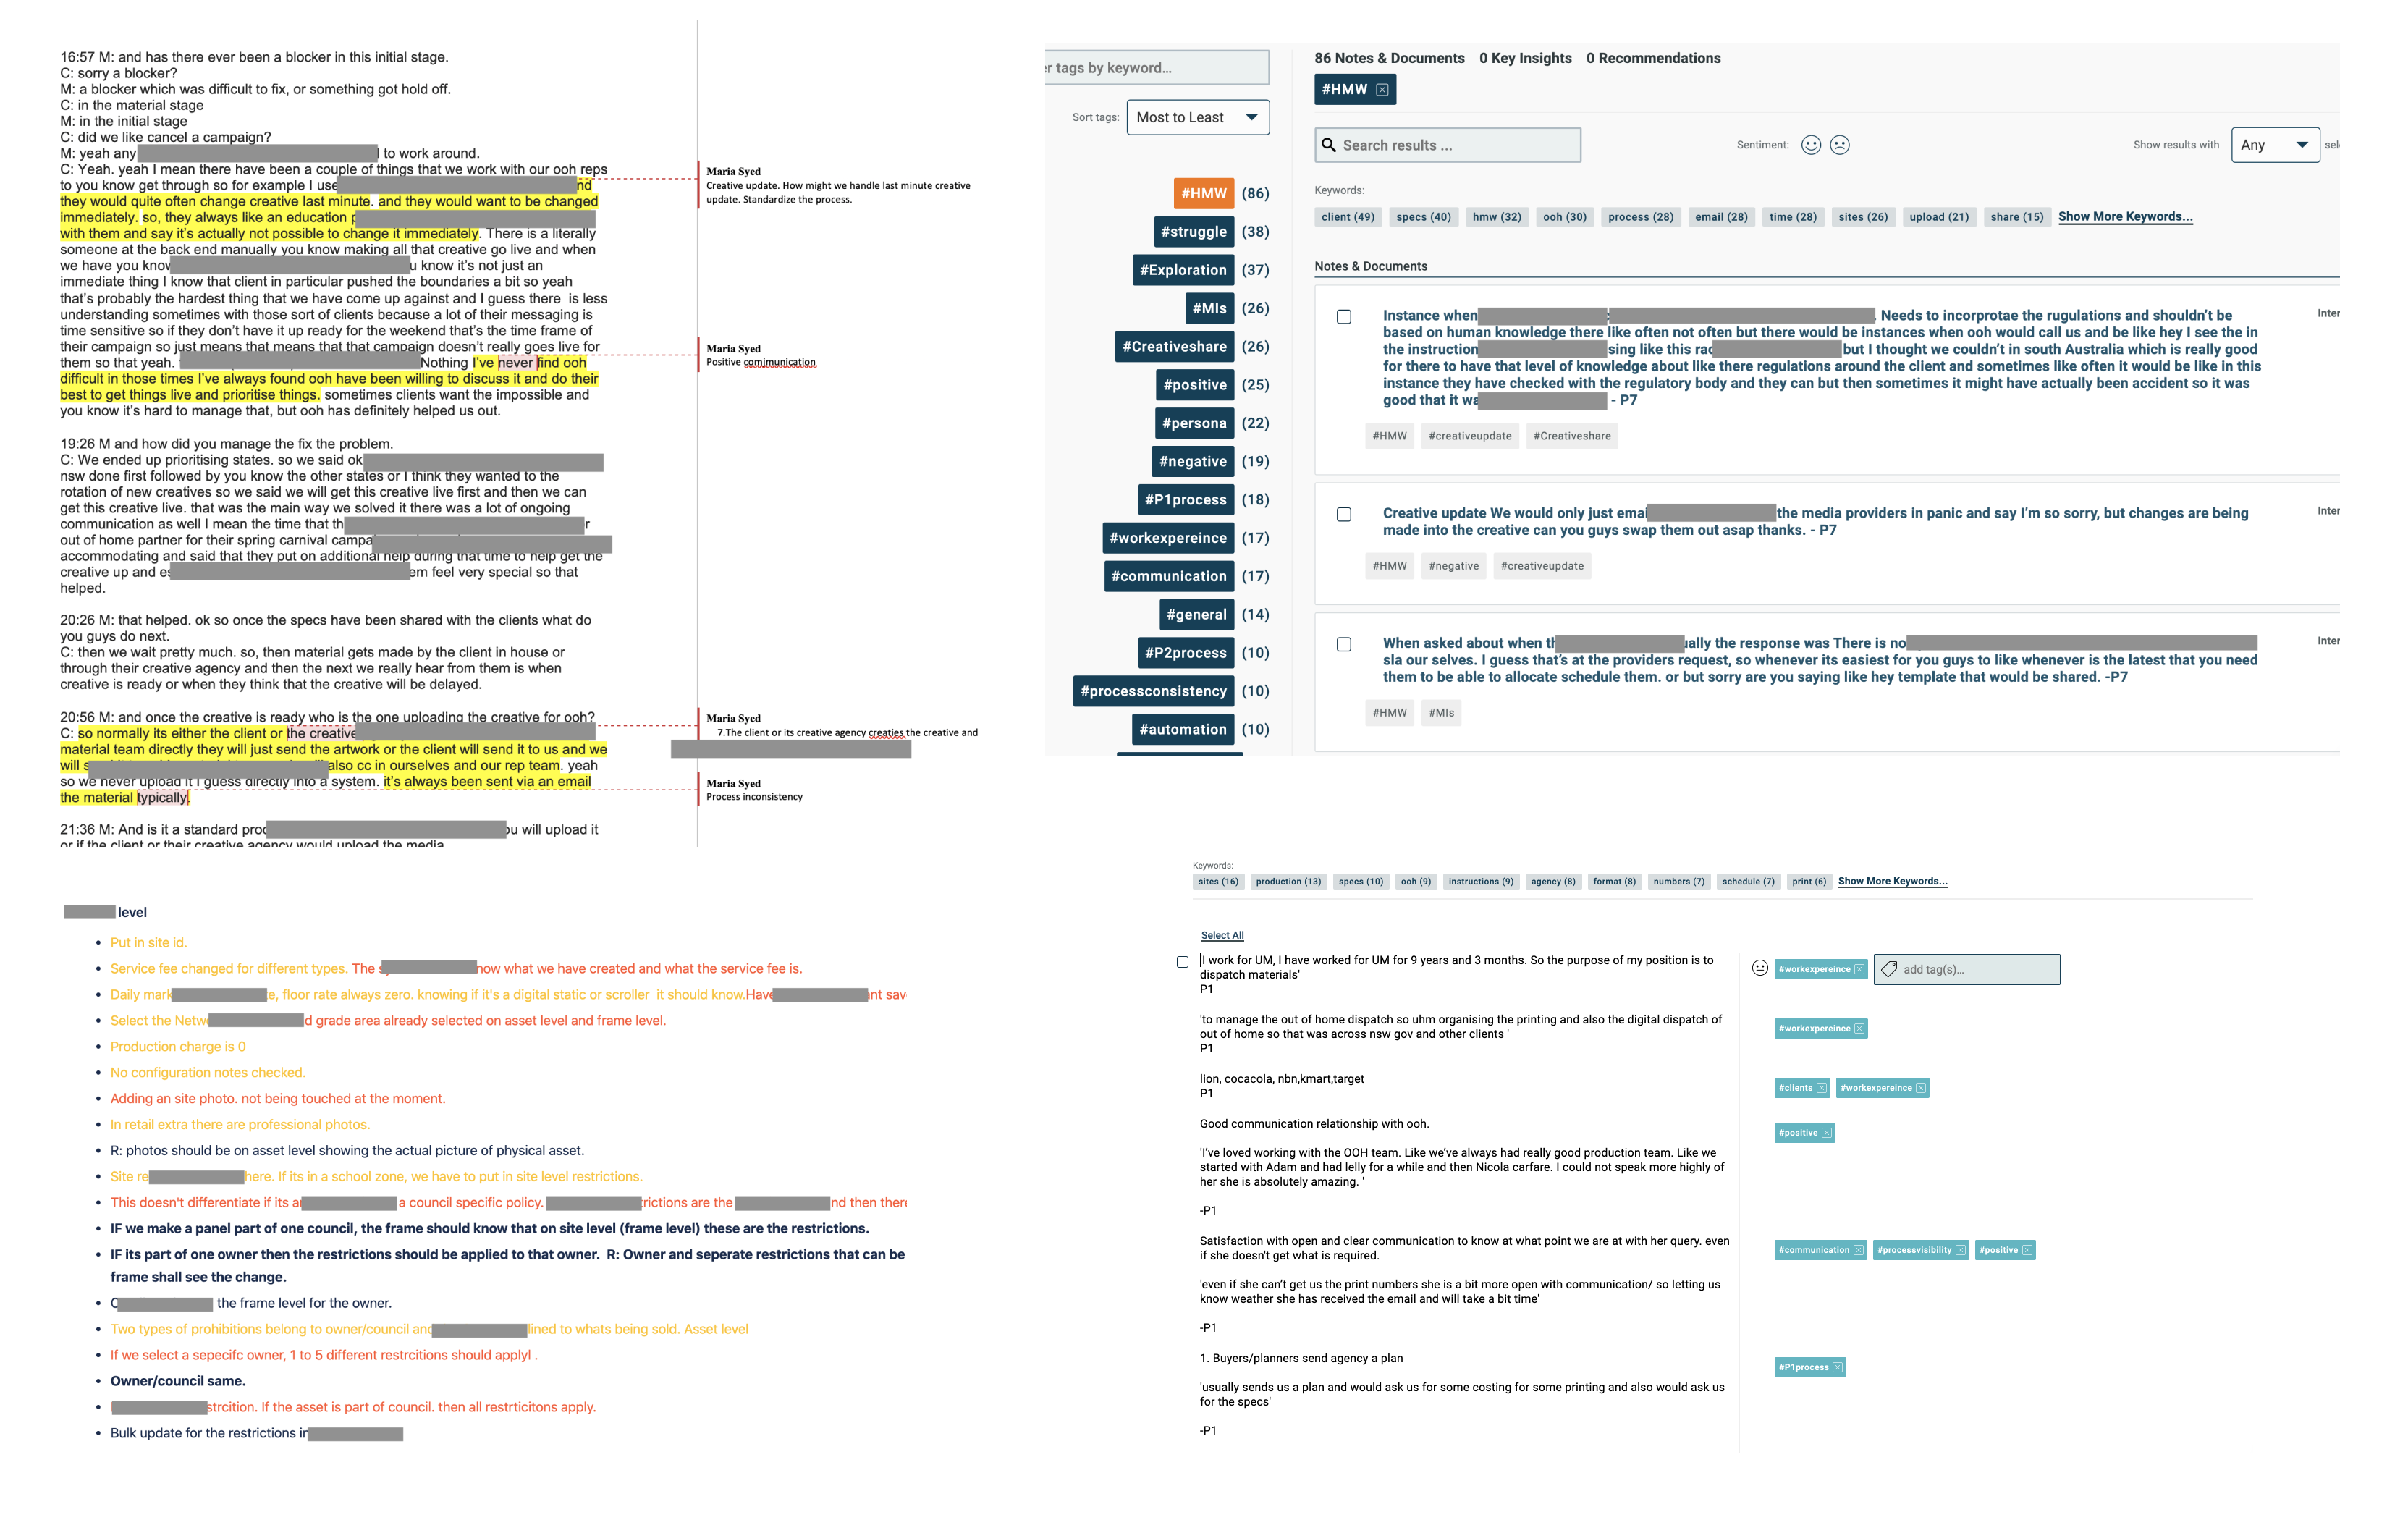 16:57 M: and has there ever been a blocker in this initial stage.
C: sorry a blocker?
M: a blocker which was difficult to fix, or something got hold off.
C: in the material stage
M: in the initial stage
C: did we like cancel a campaign?
M: yeah any to work around.
C: Yeah. yeah I mean there have been a couple of things that we work with our ooh reps
to you know get through so for example I use nd
they would quite often change creative last minute. and they would want to be changed
immediately. so, they always like an education p
with them and say it's actually not possible to change it immediately. There is a literally
someone at the back end manually you know making all that creative go live and when
we have you know u know it's not just an
immediate thing I know that client in particular pushed the boundaries a bit so yeah
that's probably the hardest thing that we have come up against and I guess there is less
understanding sometimes with those sort of clients because a lot of their messaging is
time sensitive so if they don't have it up ready for the weekend that's the time frame of
their campaign so just means that means that that campaign doesn't really goes live for
them so that yeah. Nothing I've never find ooh
difficult in those times I've always found ooh have been willing to discuss it and do their
best to get things live and prioritise things. sometimes clients want the impossible and
you know it's hard to manage that, but ooh has definitely helped us out.
19:26 M and how did you manage the fix the problem.
C: We ended up prioritising states. so we said ok
nsw done first followed by you know the other states or I think they wanted to the
rotation of new creatives so we said we will get this creative live first and then we can
get this creative live. that was the main way we solved it there was a lot of ongoing
communication as well I mean the time that th r
out of home partner for their spring carnival campa
accommodating and said that they put on additional help during that time to help get the
creative up and es em feel very special so that
helped.
20:26 M: that helped. ok so once the specs have been shared with the clients what do
you guys do next.
C: then we wait pretty much. so, then material gets made by the client in house or
through their creative agency and then the next we really hear from them is when
creative is ready or when they think that the creative will be delayed.
20:56 M: and once the creative is ready who is the one uploading the creative for ooh?
C: so normally its either the client or the creative
material team directly they will just send the artwork or the client will send it to us and we
will s also cc in ourselves and our rep team. yeah
so we never upload it I guess directly into a system. it's always been sent via an email
the material typically.
21:36 M: And is it a standard proc ou will upload it
or if the client or their creative agency would upload the media
Maria Syed
Creative update. How might we handle last minute creative
update. Standardize the process.
Maria Syed
Positive comjmunication
Maria Syed
7.The client or its creative agency creaties the creative and
Maria Syed
Process inconsistency
er tags by keyword...
Sort tags: Most to Least
#HMW (86)
#struggle (38)
#Exploration (37)
#MIs (26)
#Creativeshare (26)
#positive (25)
#persona (22)
#negative (19)
#P1process (18)
#workexpereince (17)
#communication (17)
#general (14)
#P2process (10)
#processconsistency (10)
#automation (10)
86 Notes & Documents 0 Key Insights 0 Recommendations
#HMW
Search results ...
Sentiment:
Show results with Any sel
Keywords:
client (49) specs (40) hmw (32) ooh (30) process (28) email (28) time (28) sites (26) upload (21) share (15) Show More Keywords...
Notes & Documents
Instance when Needs to incorprotae the rugulations and shouldn't be Inter
based on human knowledge there like often not often but there would be instances when ooh would call us and be like hey I see the in
the instruction sing like this rac but I thought we couldn't in south Australia which is really good
for there to have that level of knowledge about like there regulations around the client and sometimes like often it would be like in this
instance they have checked with the regulatory body and they can but then sometimes it might have actually been accident so it was
good that it wa - P7
#HMW #creativeupdate #Creativeshare
Creative update We would only just emai the media providers in panic and say I'm so sorry, but changes are being Inter
made into the creative can you guys swap them out asap thanks. - P7
#HMW #negative #creativeupdate
When asked about when th ually the response was There is no Inter
sla our selves. I guess that's at the providers request, so whenever its easiest for you guys to like whenever is the latest that you need
them to be able to allocate schedule them. or but sorry are you saying like hey template that would be shared. -P7
#HMW #MIs
level
• Put in site id.
• Service fee changed for different types. The s now what we have created and what the service fee is.
• Daily mark e, floor rate always zero. knowing if it's a digital static or scroller it should know.Have nt sav
• Select the Netw d grade area already selected on asset level and frame level.
• Production charge is 0
• No configuration notes checked.
• Adding an site photo. not being touched at the moment.
• In retail extra there are professional photos.
• R: photos should be on asset level showing the actual picture of physical asset.
• Site re here. If its in a school zone, we have to put in site level restrictions.
• This doesn't differentiate if its a a council specific policy. rictions are the nd then there
• IF we make a panel part of one council, the frame should know that on site level (frame level) these are the restrictions.
• IF its part of one owner then the restrictions should be applied to that owner. R: Owner and seperate restrictions that can be
frame shall see the change.
• C the frame level for the owner.
• Two types of prohibitions belong to owner/council and lined to whats being sold. Asset level
• If we select a sepecifc owner, 1 to 5 different restrcitions should applyl .
• Owner/council same.
• strcition. If the asset is part of council. then all restrticitons apply.
• Bulk update for the restrictions in
Keywords:
sites (16) production (13) specs (10) ooh (9) instructions (9) agency (8) format (8) numbers (7) schedule (7) print (6) Show More Keywords...
Select All
'I work for UM, I have worked for UM for 9 years and 3 months. So the purpose of my position is to
dispatch materials'
P1
#workexpereince add tag(s)...
'to manage the out of home dispatch so uhm organising the printing and also the digital dispatch of
out of home so that was across nsw gov and other clients '
P1
#workexpereince
lion, cocacola, nbn,kmart,target
P1
#clients #workexpereince
Good communication relationship with ooh.
#positive
'I've loved working with the OOH team. Like we've always had really good production team. Like we
started with Adam and had lelly for a while and then Nicola carfare. I could not speak more highly of
her she is absolutely amazing. '
-P1
Satisfaction with open and clear communication to know at what point we are at with her query. even
if she doesn't get what is required.
#communication #processvisibility #positive
'even if she can't get us the print numbers she is a bit more open with communication/ so letting us
know weather she has received the email and will take a bit time'
-P1
1. Buyers/planners send agency a plan
#P1process
'usually sends us a plan and would ask us for some costing for some printing and also would ask us
for the specs'
-P1